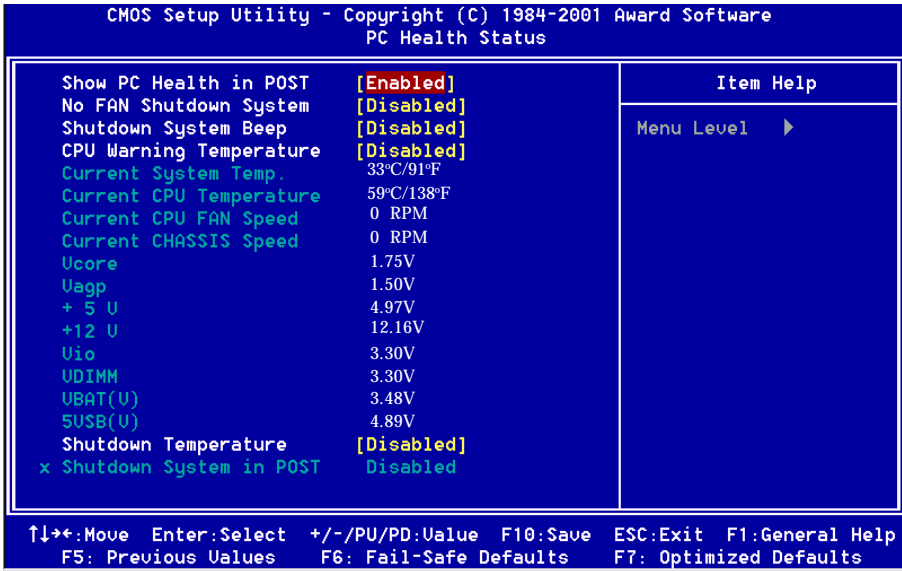 CMOS Setup Utility - Copyright (C) 1984-2001 Award Software
PC Health Status
Show PC Health in POST [Enabled]
No FAN Shutdown System [Disabled]
Shutdown System Beep [Disabled]
CPU Warning Temperature [Disabled]
Current System Temp. 33ºC/91ºF
Current CPU Temperature 59ºC/138ºF
Current CPU FAN Speed 0 RPM
Current CHASSIS Speed 0 RPM
Vcore 1.75V
Vagp 1.50V
+ 5 V 4.97V
+12 V 12.16V
Vio 3.30V
VDIMM 3.30V
VBAT(V) 3.48V
5VSB(V) 4.89V
Shutdown Temperature [Disabled]
x Shutdown System in POST Disabled
Item Help
Menu Level ▶
↑↓→←:Move Enter:Select +/-/PU/PD:Value F10:Save ESC:Exit F1:General Help
F5: Previous Values F6: Fail-Safe Defaults F7: Optimized Defaults